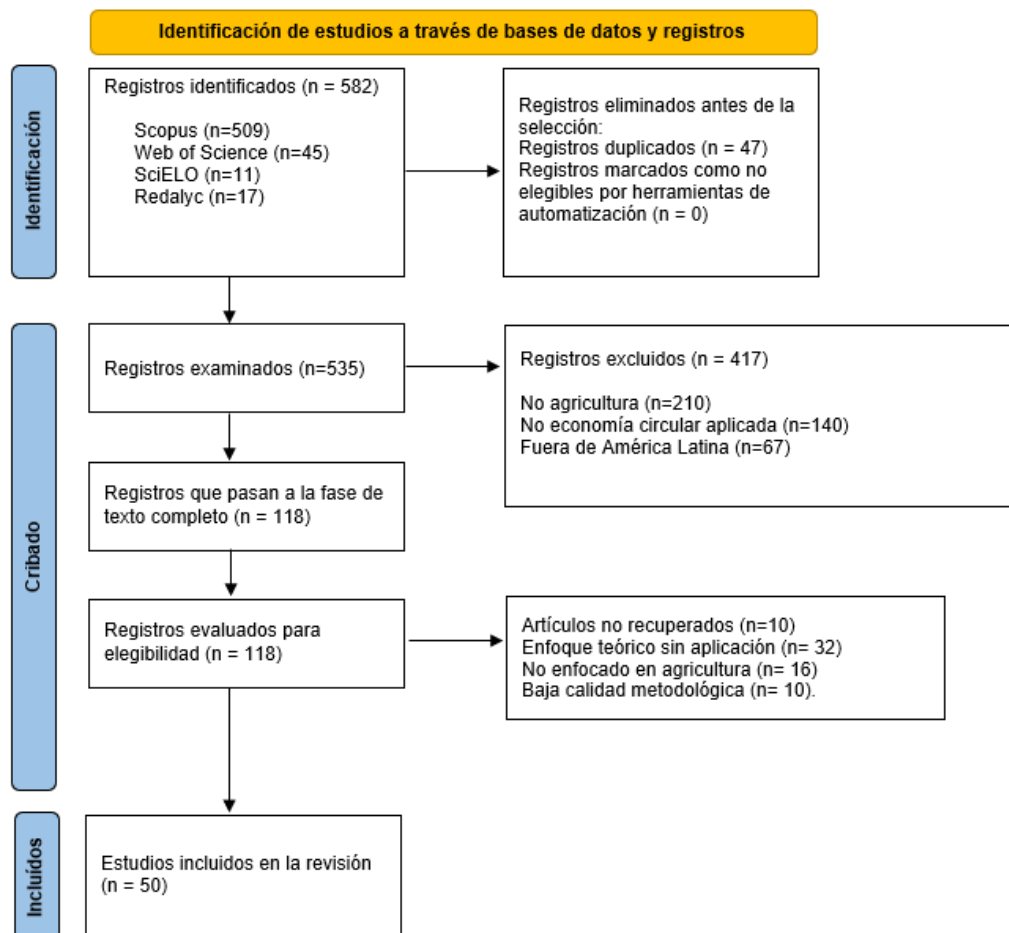 Identificación de estudios a través de bases de datos y registros
Identificación
Registros identificados (n = 582)
Scopus (n=509)
Web of Science (n=45)
SciELO (n=11)
Redalyc (n=17)
Registros eliminados antes de la
selección:
Registros duplicados (n = 47)
Registros marcados como no
elegibles por herramientas de
automatización (n = 0)
Cribado
Registros examinados (n=535)
Registros excluidos (n = 417)
No agricultura (n=210)
No economía circular aplicada (n=140)
Fuera de América Latina (n=67)
Registros que pasan a la fase de
texto completo (n = 118)
Registros evaluados para
elegibilidad (n = 118)
Artículos no recuperados (n=10)
Enfoque teórico sin aplicación (n= 32)
No enfocado en agricultura (n= 16)
Baja calidad metodológica (n= 10).
Incluídos
Estudios incluidos en la revisión
(n = 50)